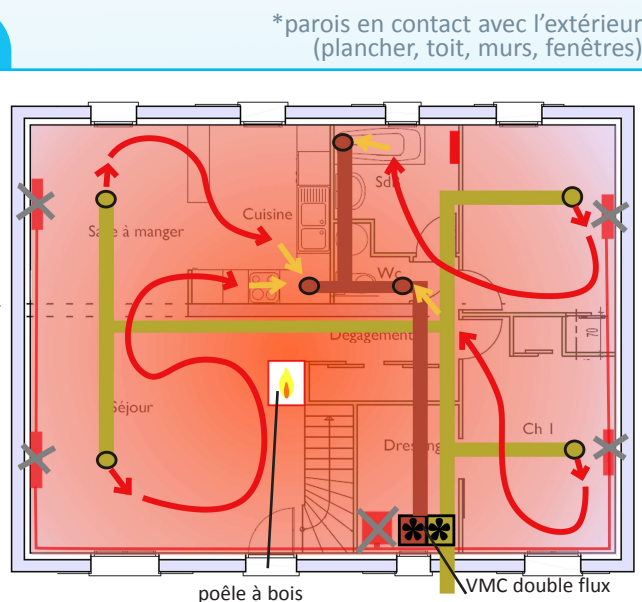 *parois en contact avec l’extérieur
(plancher, toit, murs, fenêtres)
Sdb
Cuisine
Salle à manger
Wc
70
Dégagement
Séjour
Ch 1
Dressing
VMC double flux
poêle à bois